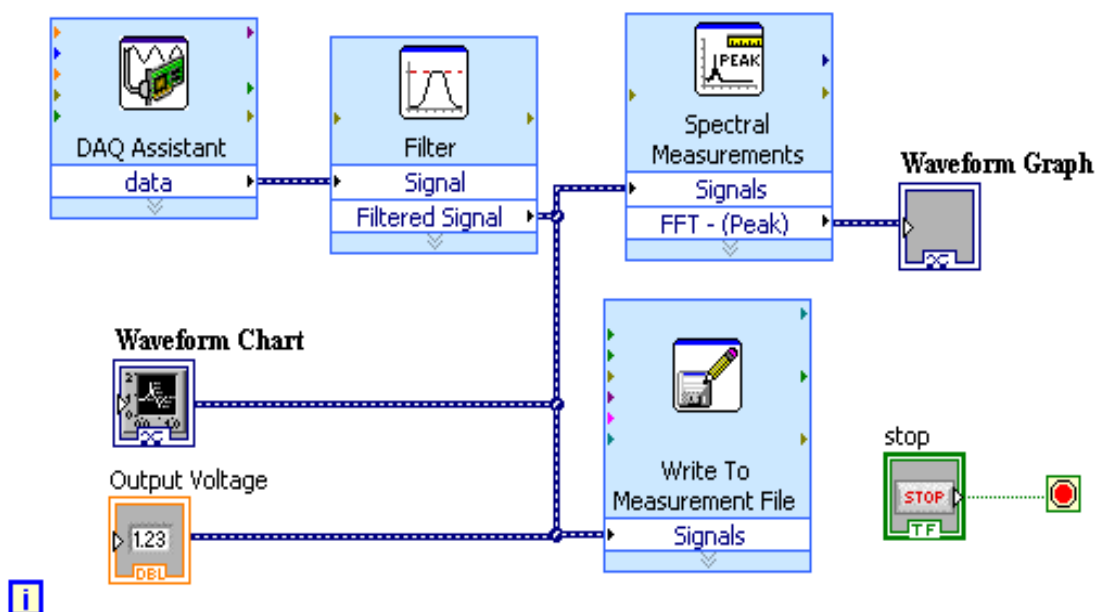 DAQ Assistant
data
Filter
Signal
Filtered Signal
PEAK
Spectral
Measurements
Signals
FFT - (Peak)
Waveform Graph
Waveform Chart
Output Voltage
1.23
DBL
Write To
Measurement File
Signals
stop
STOP
TF
i